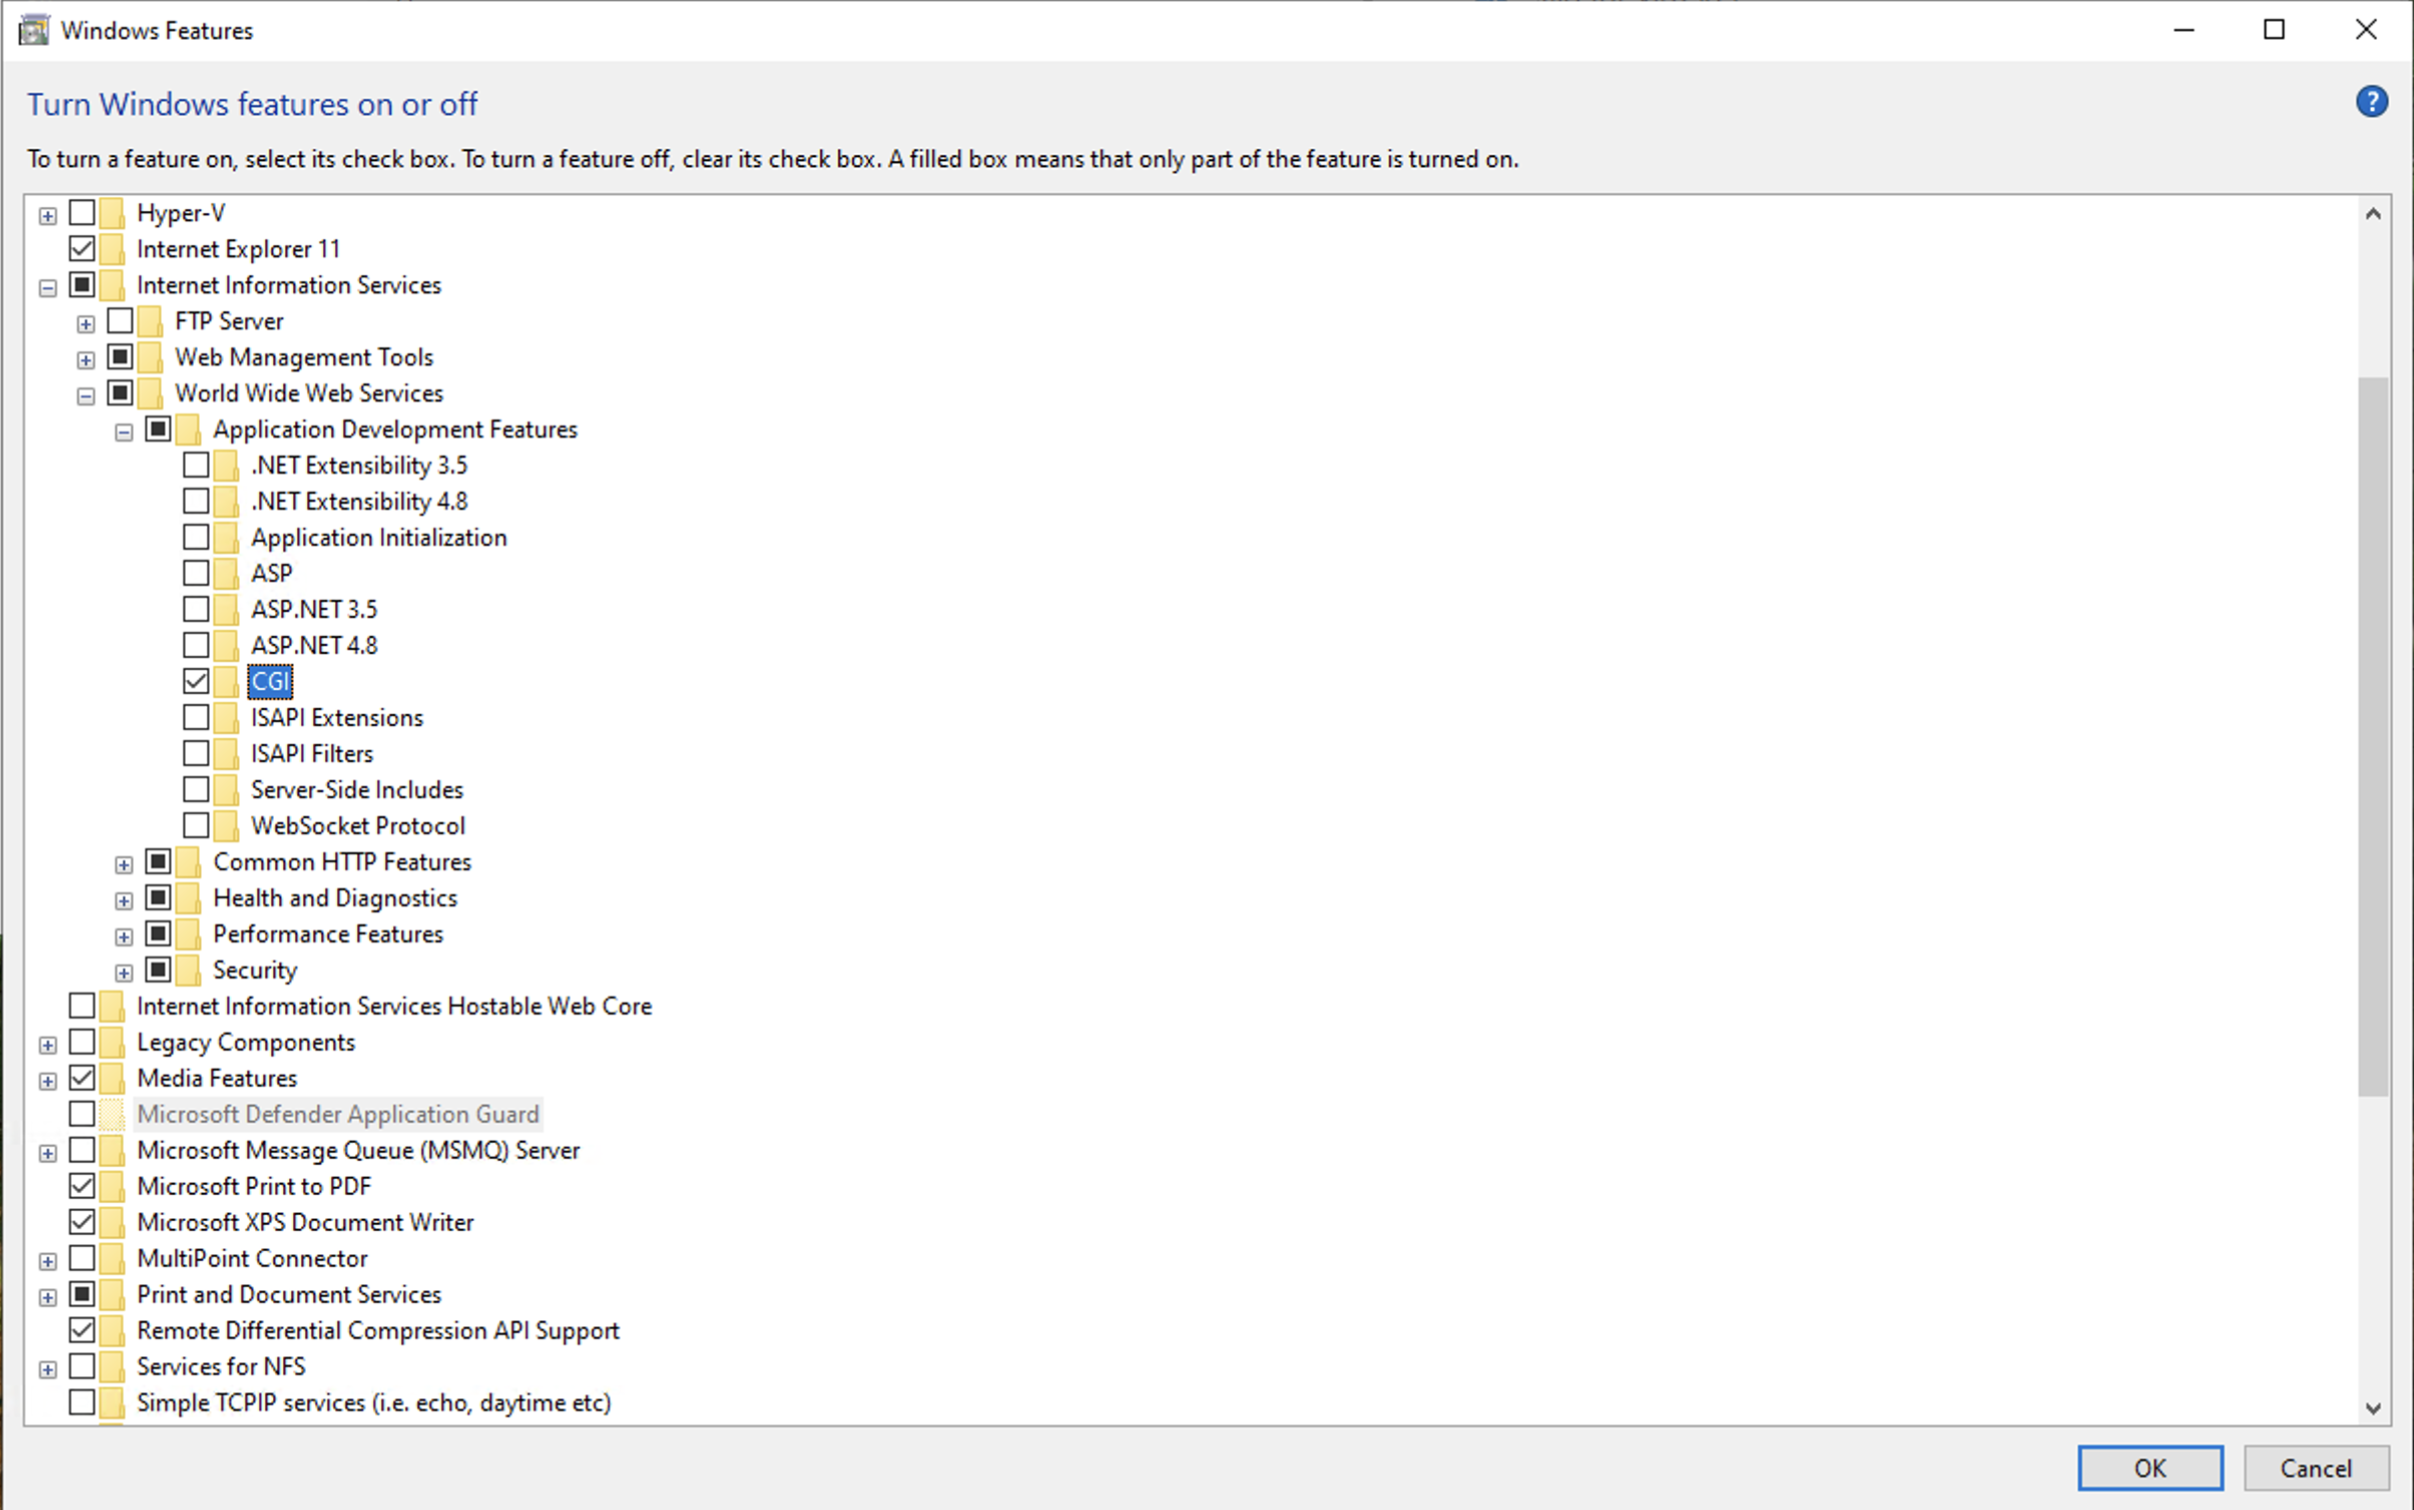 Windows Features
Turn Windows features on or off
?
To turn a feature on, select its check box. To turn a feature off, clear its check box. A filled box means that only part of the feature is turned on.
Hyper-V
Internet Explorer 11
Internet Information Services
FTP Server
Web Management Tools
World Wide Web Services
Application Development Features
.NET Extensibility 3.5
.NET Extensibility 4.8
Application Initialization
ASP
ASP.NET 3.5
ASP.NET 4.8
CGI
ISAPI Extensions
ISAPI Filters
Server-Side Includes
WebSocket Protocol
Common HTTP Features
Health and Diagnostics
Performance Features
Security
Internet Information Services Hostable Web Core
Legacy Components
Media Features
Microsoft Defender Application Guard
Microsoft Message Queue (MSMQ) Server
Microsoft Print to PDF
Microsoft XPS Document Writer
MultiPoint Connector
Print and Document Services
Remote Differential Compression API Support
Services for NFS
Simple TCPIP services (i.e. echo, daytime etc)
OK Cancel